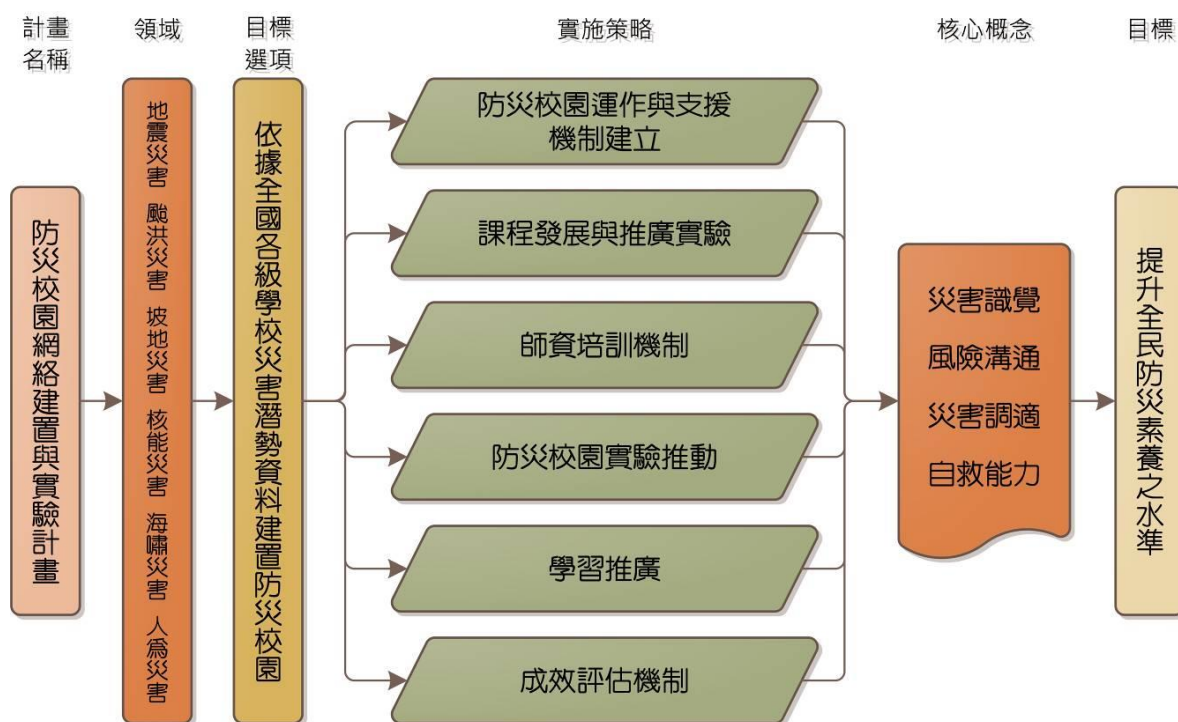 計畫
名稱
領域
目標
選項
實施策略
核心概念
目標
防災校園網絡建置與實驗計畫
地震災害 颱洪災害 坡地災害 核能災害 海嘯災害 人為災害
依據全國各級學校災害潛勢資料建置防災校園
防災校園運作與支援
機制建立
課程發展與推廣實驗
師資培訓機制
防災校園實驗推動
學習推廣
成效評估機制
災害識覺
風險溝通
災害調適
自救能力
提升全民防災素養之水準